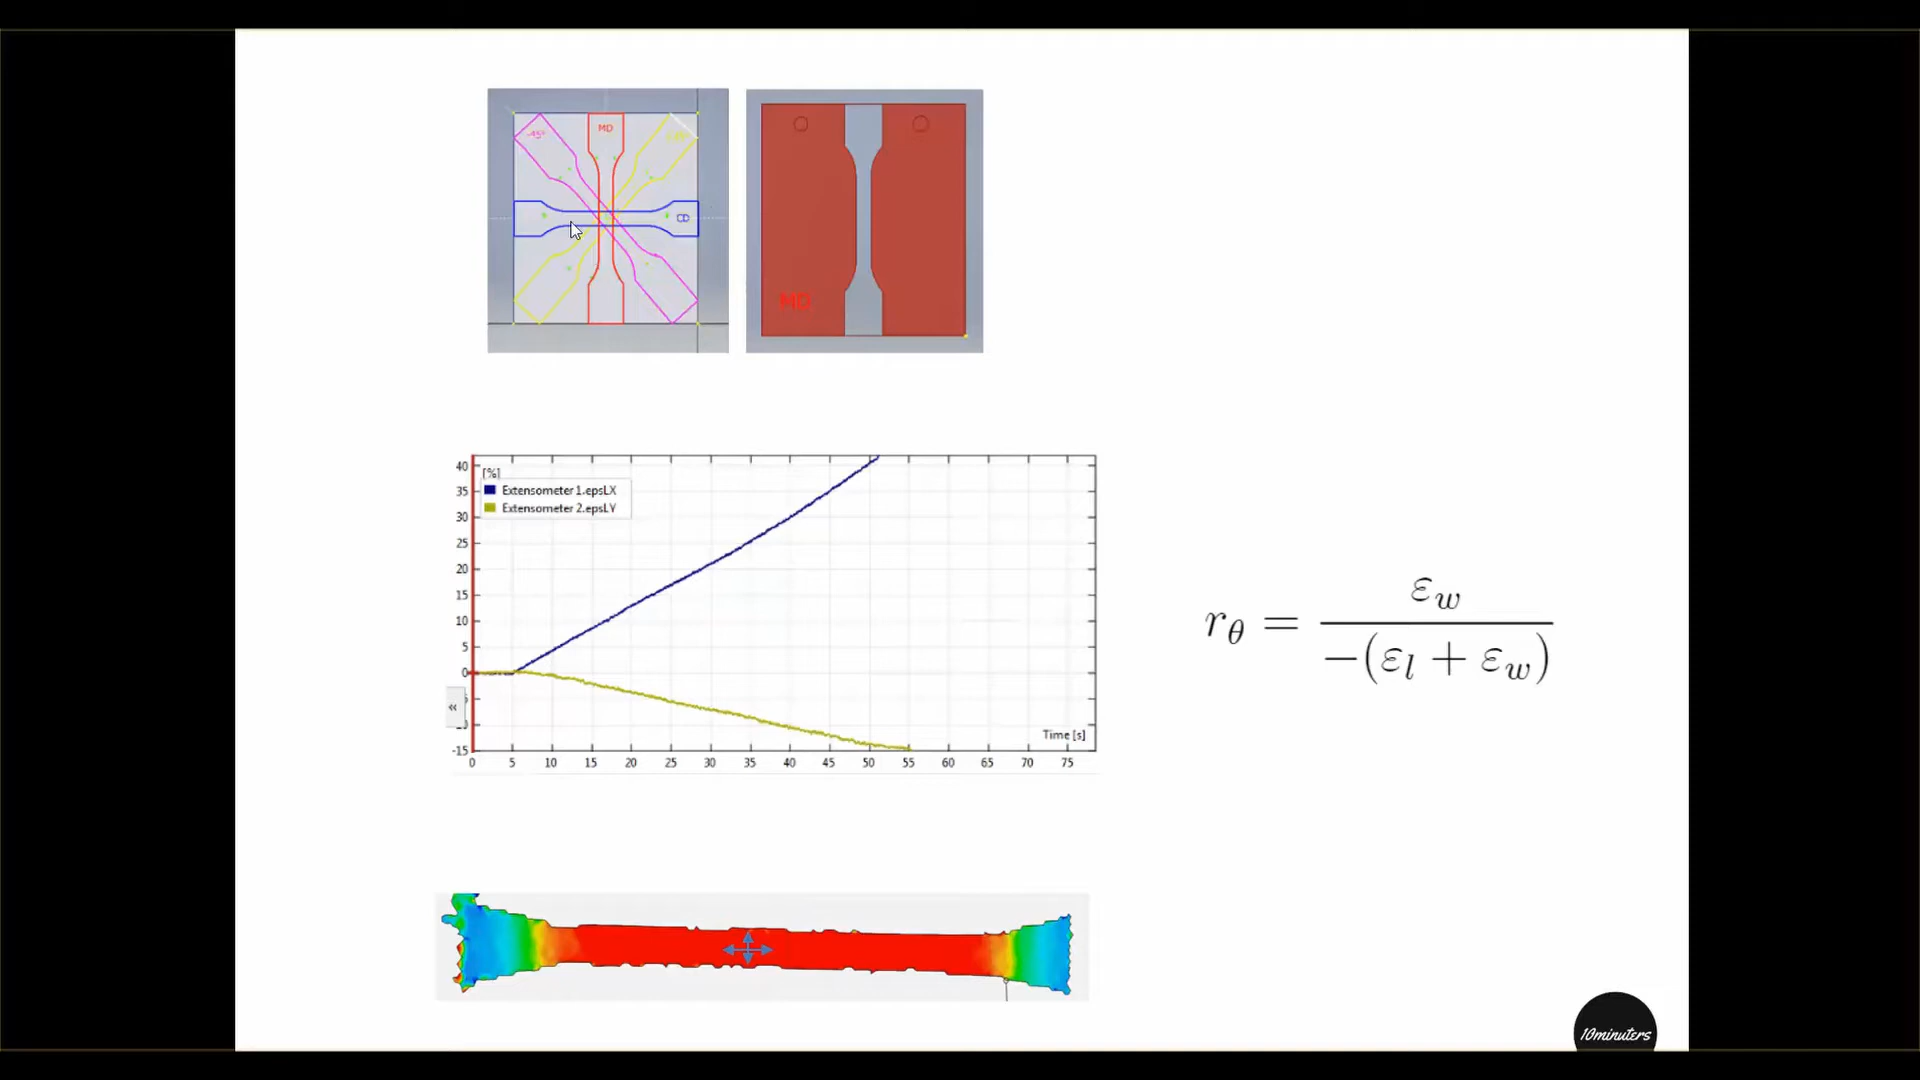 -45°
MD
CD
MD
[%]
Extensometer 1.epsLX
Extensometer 2.epsLY
40
35
30
25
20
15
10
5
0
-15
«
Time [s]
0 5 10 15 20 25 30 35 40 45 50 55 60 65 70 75
r_θ = ε_w / -(ε_l + ε_w)
10minuters